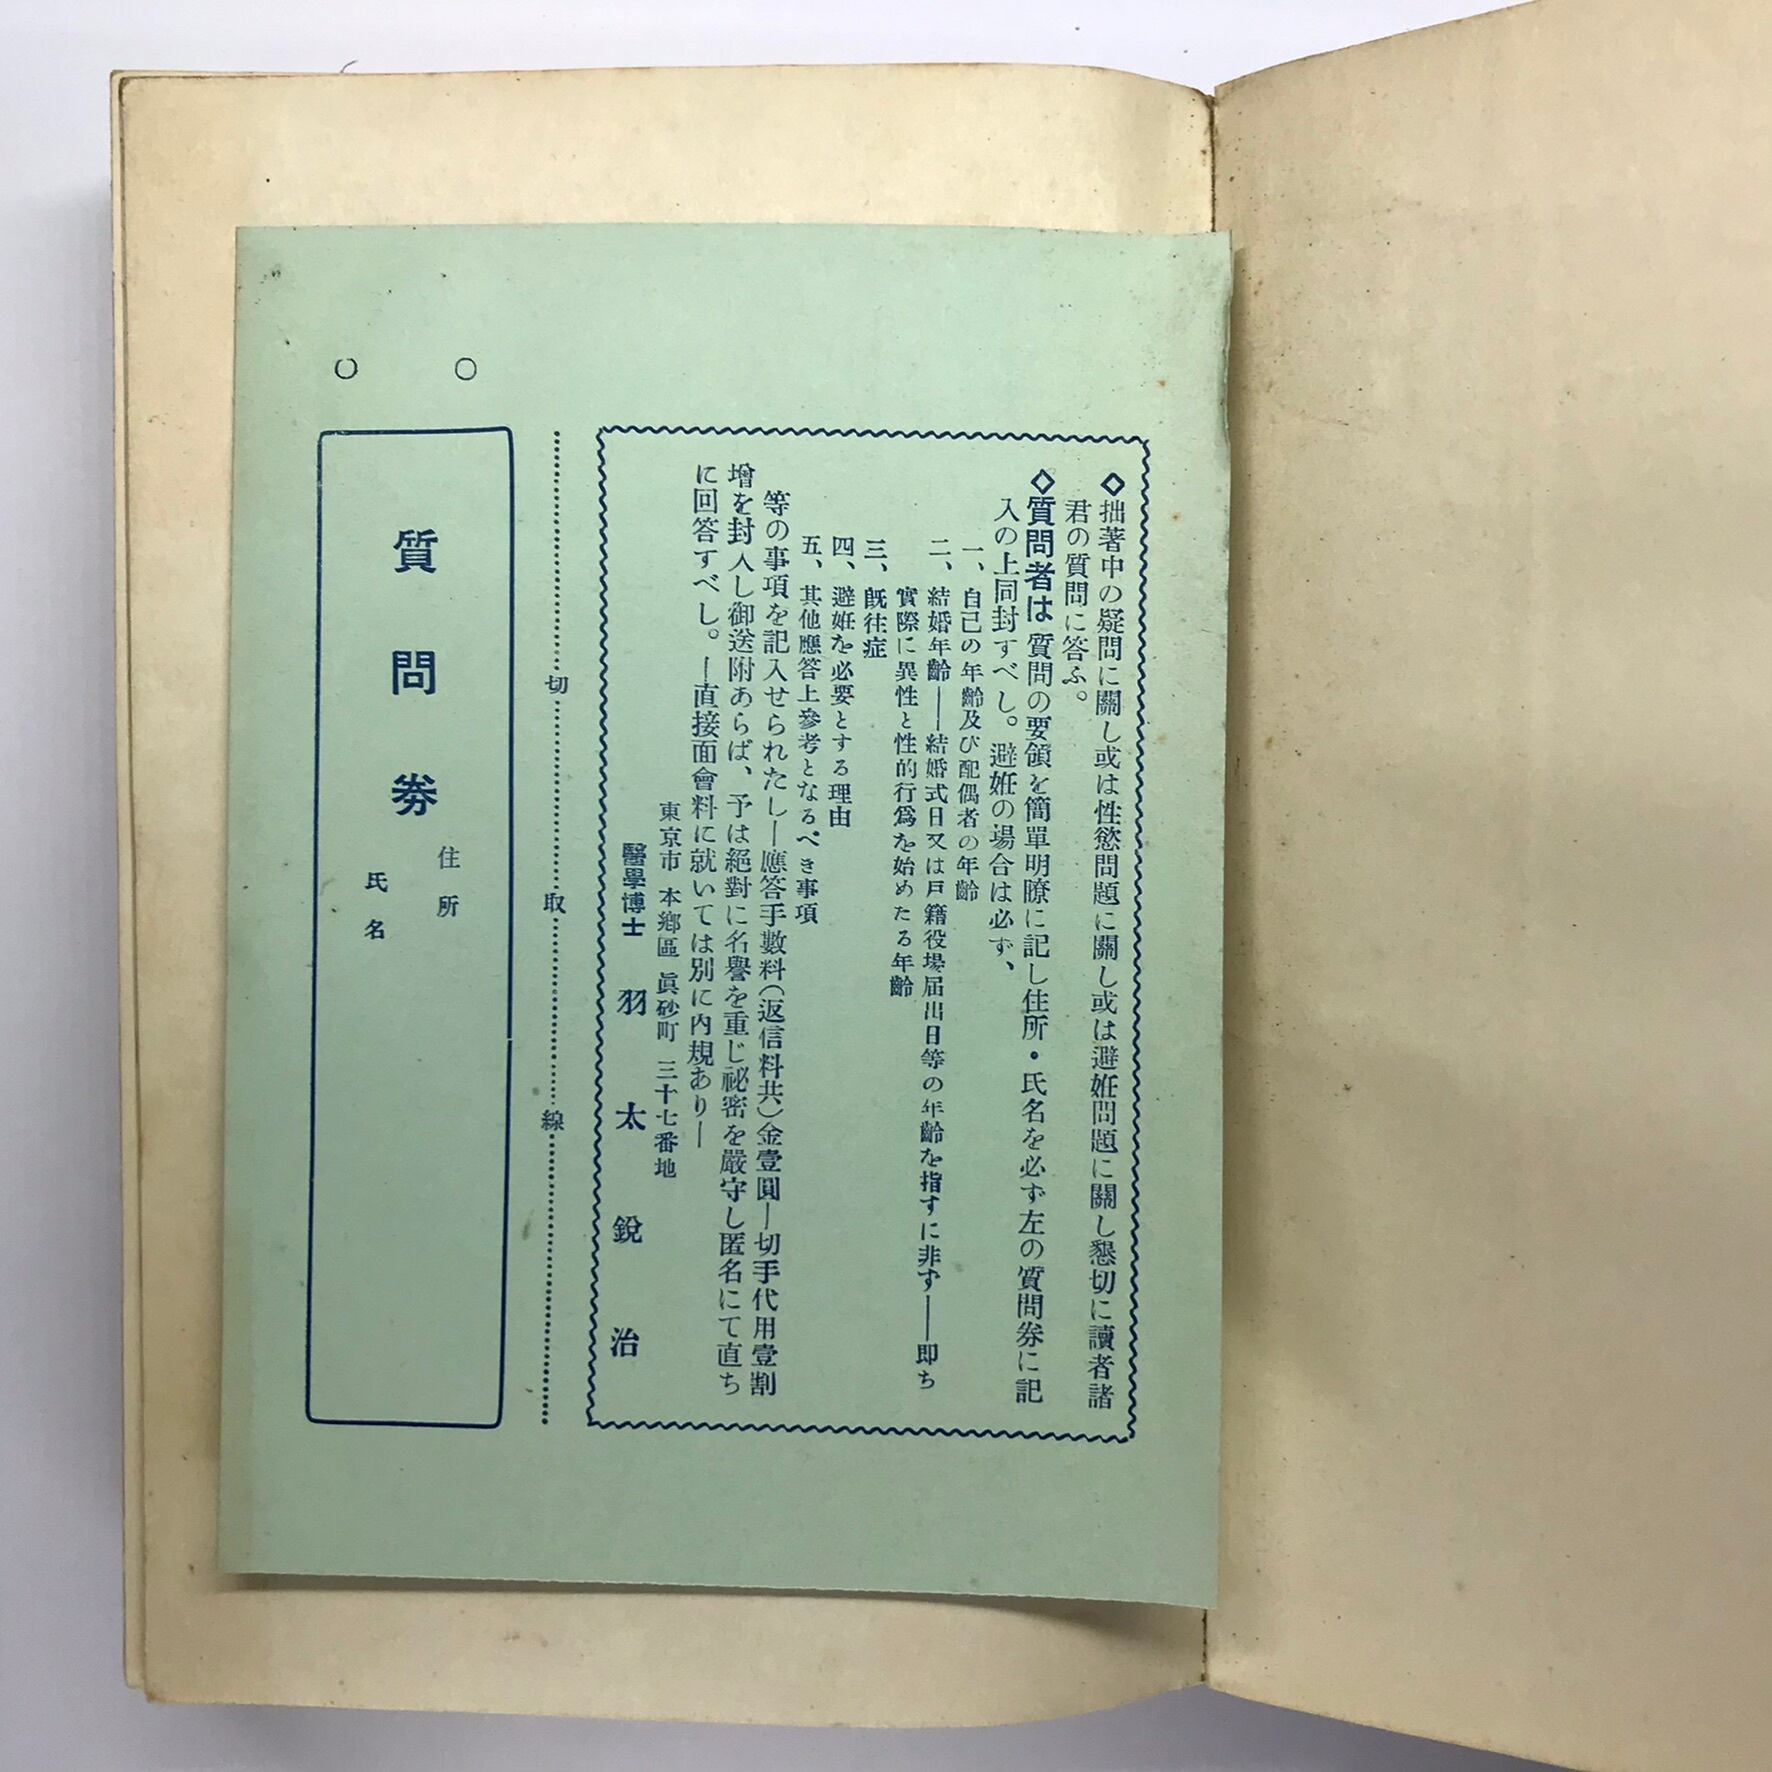 ◇拙著中の疑問に關し或は性慾問題に關し或は避姙問題に關し懇切に讀者諸
君の質問に答ふ。
◇質問者は質問の要領を簡單明瞭に記し住所・氏名を必ず左の質問券に記
入の上同封すべし。避姙の場合は必ず、
一、自己の年齡及び配偶者の年齡
二、結婚年齡――結婚式日又は戸籍役場届出日等の年齡を指すに非ず――即ち
實際に異性と性的行爲を始めたる年齡
三、既往症
四、避姙を必要とする理由
五、其他應答上參考となるべき事項
等の事項を記入せられたし―應答手數料(返信料共)金壹圓―切手代用壹割
增を封入し御送附あらば、予は絕對に名譽を重じ祕密を嚴守し匿名にて直ち
に回答すべし。―直接面會料に就いては別に內規あり―
東京市 本鄕區 眞砂町 三十七番地
醫學博士 羽太銳治
切取線
○
○
質問劵
住所
氏名